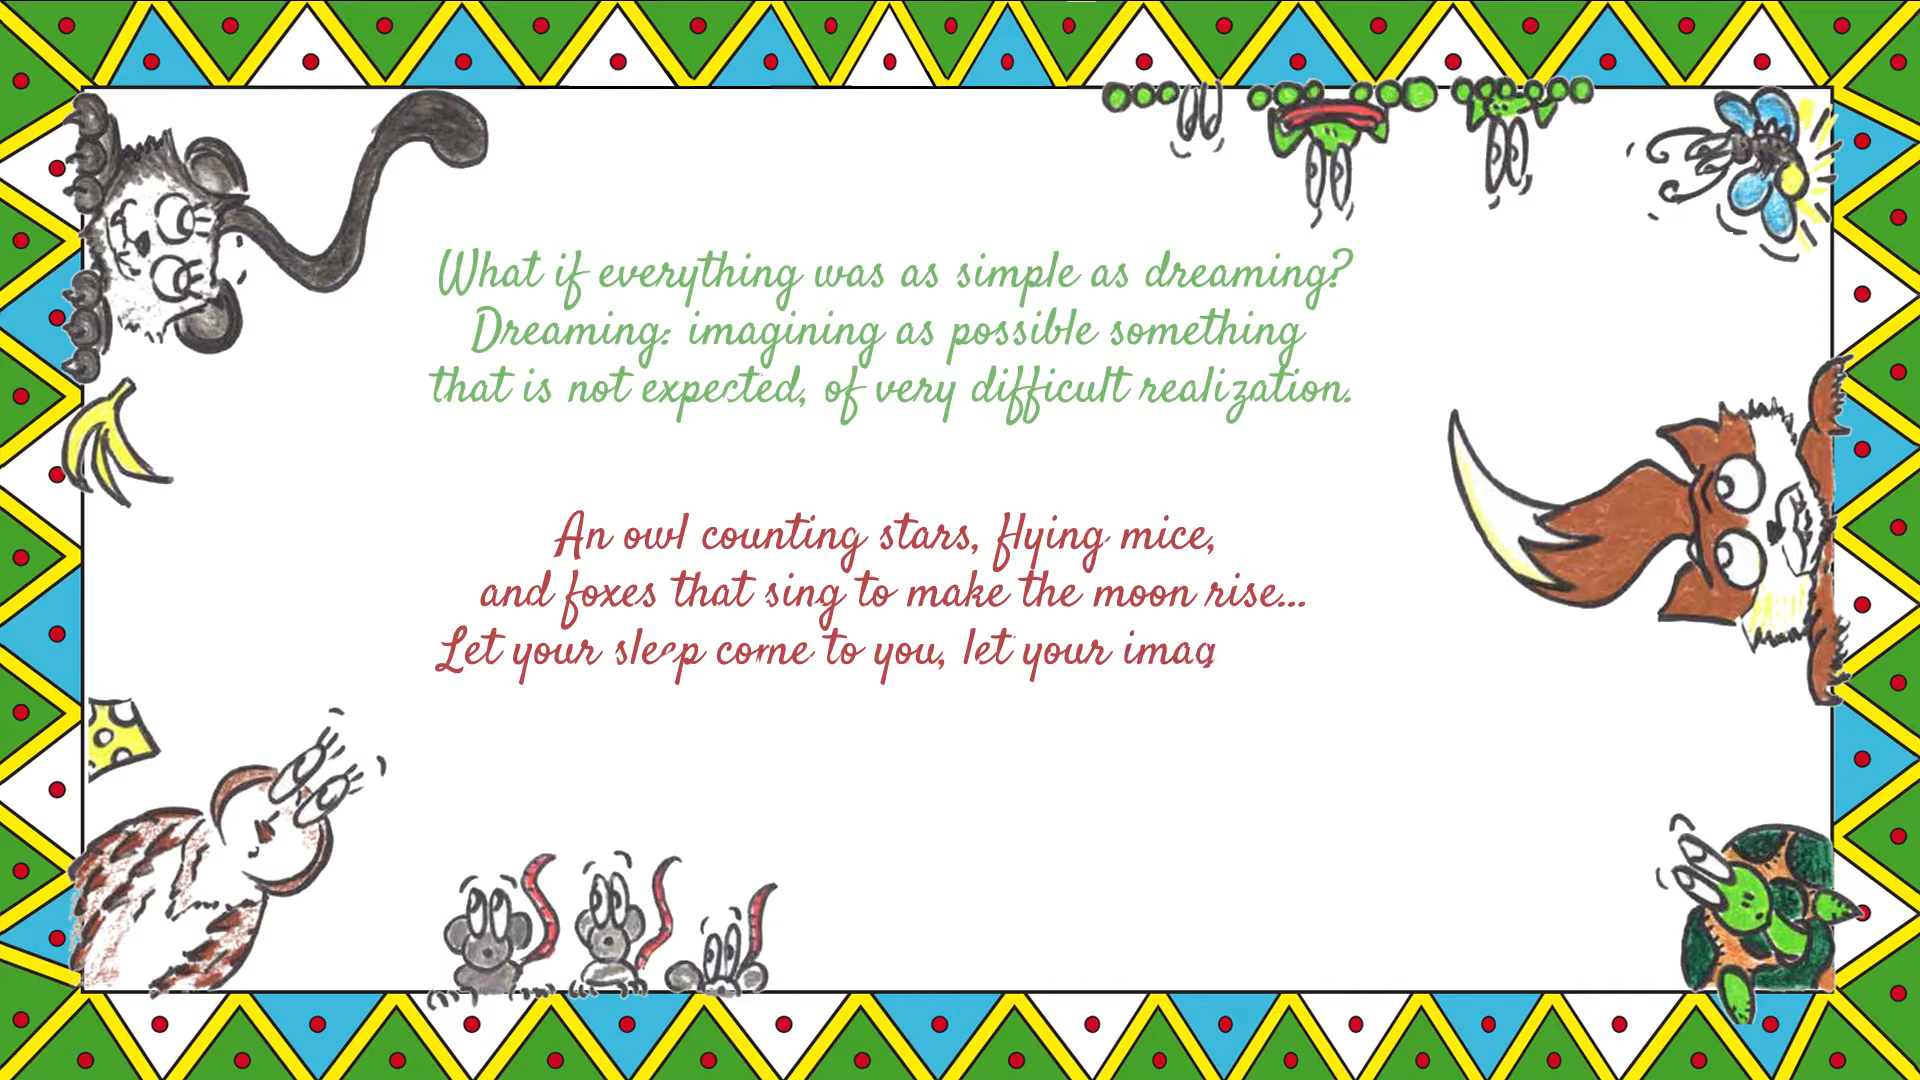 What if everything was as simple as dreaming?
Dreaming: imagining as possible something
that is not expected, of very difficult realization.
An owl counting stars, flying mice,
and foxes that sing to make the moon rise...
Let your sleep come to you, let your imag